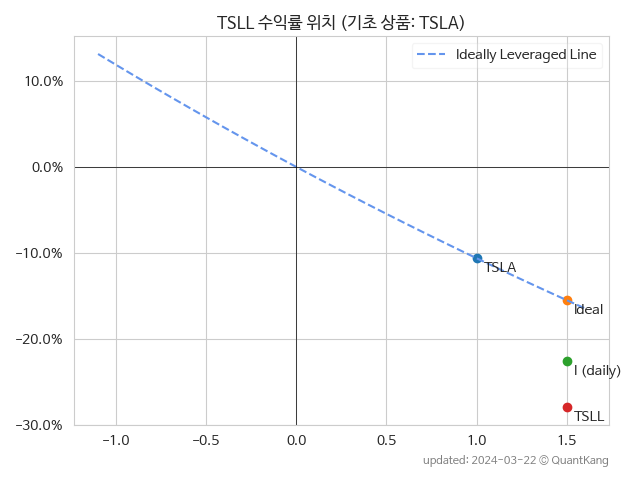 TSLL 수익률 위치 (기초 상품: TSLA)
Ideally Leveraged Line
10.0%
0.0%
−10.0%
−20.0%
−30.0%
TSLA
Ideal
I (daily)
TSLL
−1.0
−0.5
0.0
0.5
1.0
1.5
updated: 2024-03-22 © QuantKang